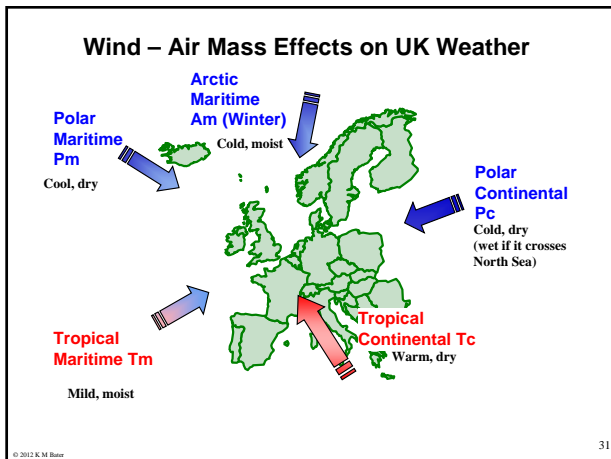 Wind – Air Mass Effects on UK Weather
Arctic
Maritime
Am (Winter)
Cold, moist
Polar
Maritime
Pm
Cool, dry
Polar
Continental
Pc
Cold, dry
(wet if it crosses
North Sea)
Tropical
Maritime Tm
Mild, moist
Tropical
Continental Tc
Warm, dry
© 2012 K M Bater
31